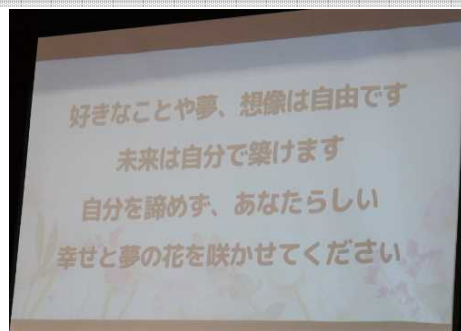 好きなことや夢、想像は自由です
未来は自分で築けます
自分を諦めず、あなたらしい
幸せと夢の花を咲かせてください